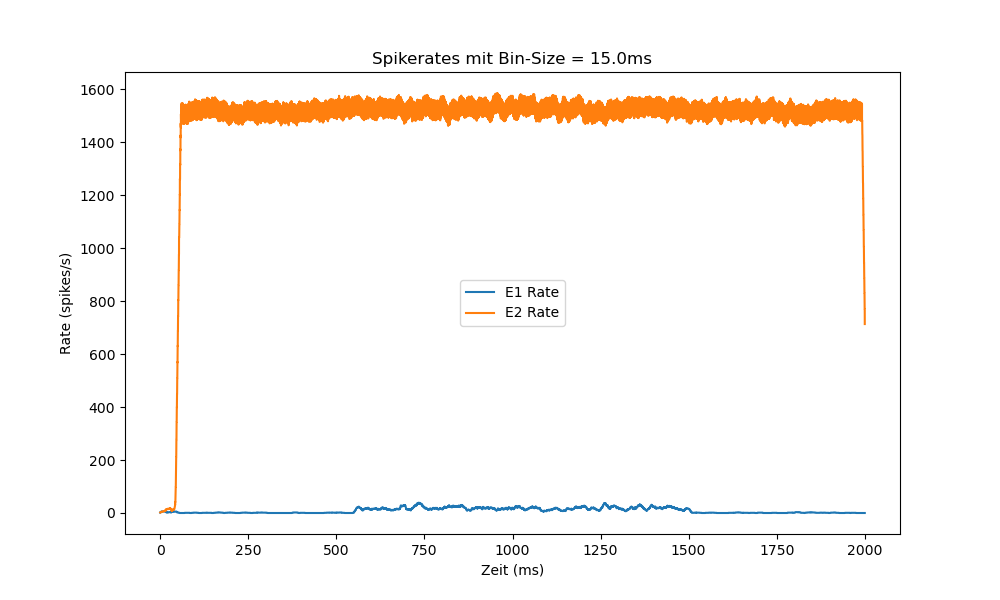 Spikerates mit Bin-Size = 15.0ms
Rate (spikes/s)
1600
1400
1200
1000
800
600
400
200
0
E1 Rate
E2 Rate
0 250 500 750 1000 1250 1500 1750 2000
Zeit (ms)